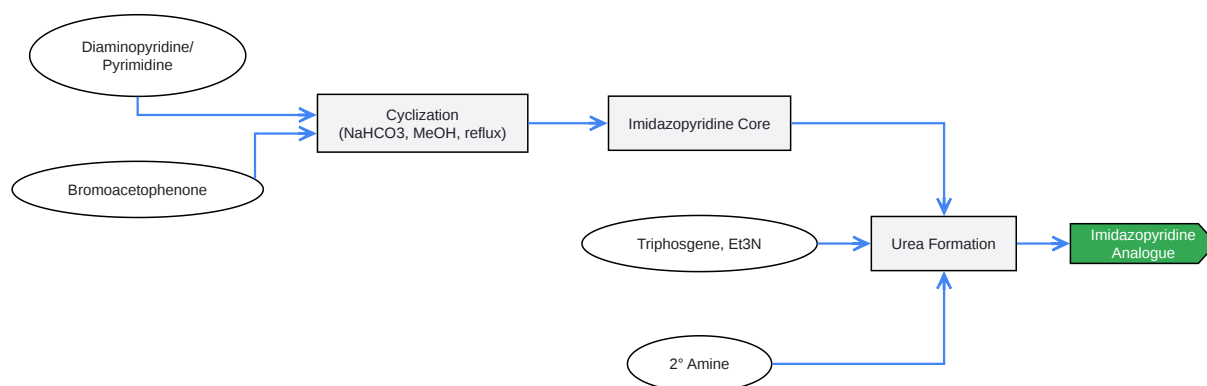 Diaminopyridine/
Pyrimidine
Cyclization
(NaHCO3, MeOH, reflux)
Imidazopyridine Core
Bromoacetophenone
Triphosgene, Et3N
Urea Formation
Imidazopyridine
Analogue
2° Amine